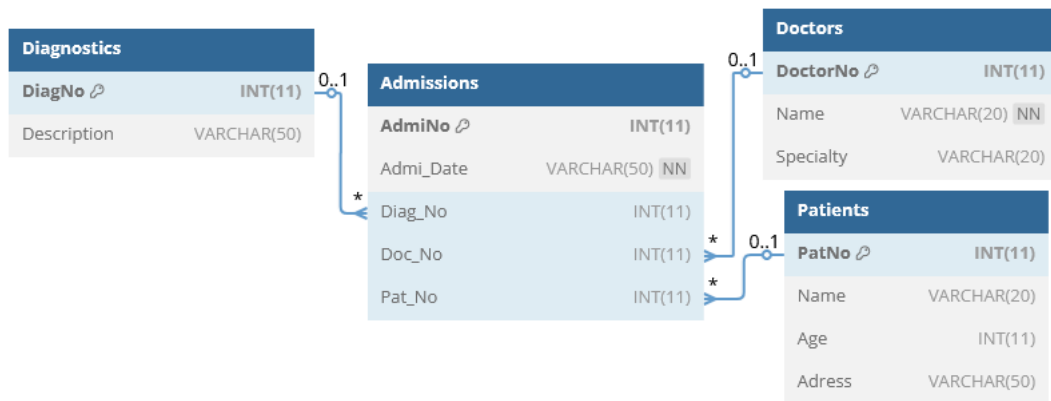 Diagnostics
DiagNo INT(11)
Description VARCHAR(50)
0..1
*
Admissions
AdmiNo INT(11)
Admi_Date VARCHAR(50) NN
Diag_No INT(11)
Doc_No INT(11)
Pat_No INT(11)
*
*
0..1
0..1
Doctors
DoctorNo INT(11)
Name VARCHAR(20) NN
Specialty VARCHAR(20)
Patients
PatNo INT(11)
Name VARCHAR(20)
Age INT(11)
Adress VARCHAR(50)